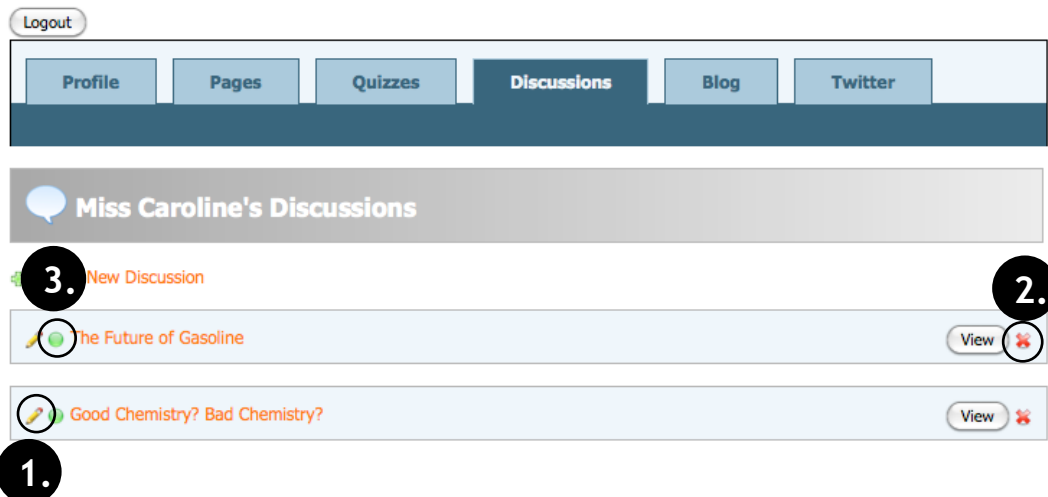 Logout
Profile Pages Quizzes Discussions Blog Twitter
Miss Caroline's Discussions
3. New Discussion
2.
The Future of Gasoline View
Good Chemistry? Bad Chemistry? View
1.